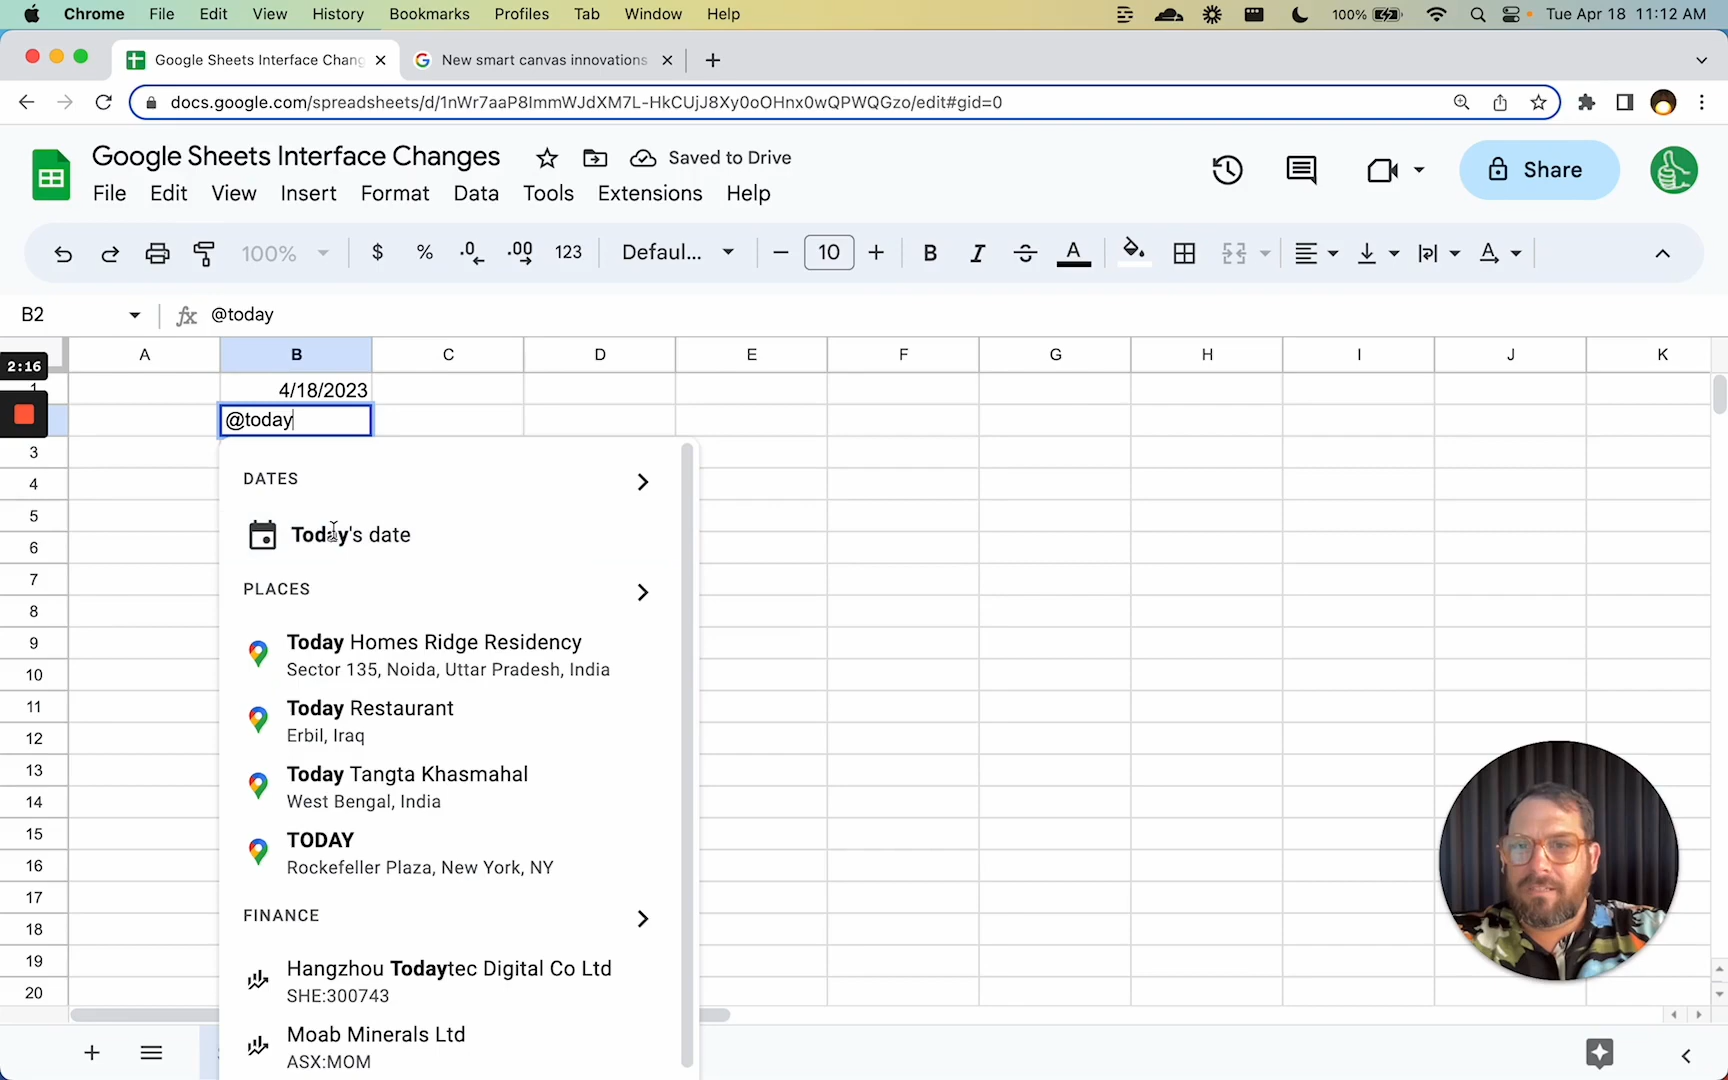 Chrome File Edit View History Bookmarks Profiles Tab Window Help 100% Tue Apr 18 11:12 AM
Google Sheets Interface Chang New smart canvas innovations
docs.google.com/spreadsheets/d/1nWr7aaP8ImmWJdXM7L-HkCUjJ8Xy0oOHnx0wQPWQGzo/edit#gid=0
Google Sheets Interface Changes Saved to Drive
File Edit View Insert Format Data Tools Extensions Help
Share
100% $ % .0 .00 123 Defaul... 10 B I S A A
B2 fx @today
A B C D E F G H I J K
2:16
1 4/18/2023
@today
3
4
5
6
7
8
9
10
11
12
13
14
15
16
17
18
19
20
DATES
Today's date
PLACES
Today Homes Ridge Residency
Sector 135, Noida, Uttar Pradesh, India
Today Restaurant
Erbil, Iraq
Today Tangta Khasmahal
West Bengal, India
TODAY
Rockefeller Plaza, New York, NY
FINANCE
Hangzhou Todaytec Digital Co Ltd
SHE:300743
Moab Minerals Ltd
ASX:MOM